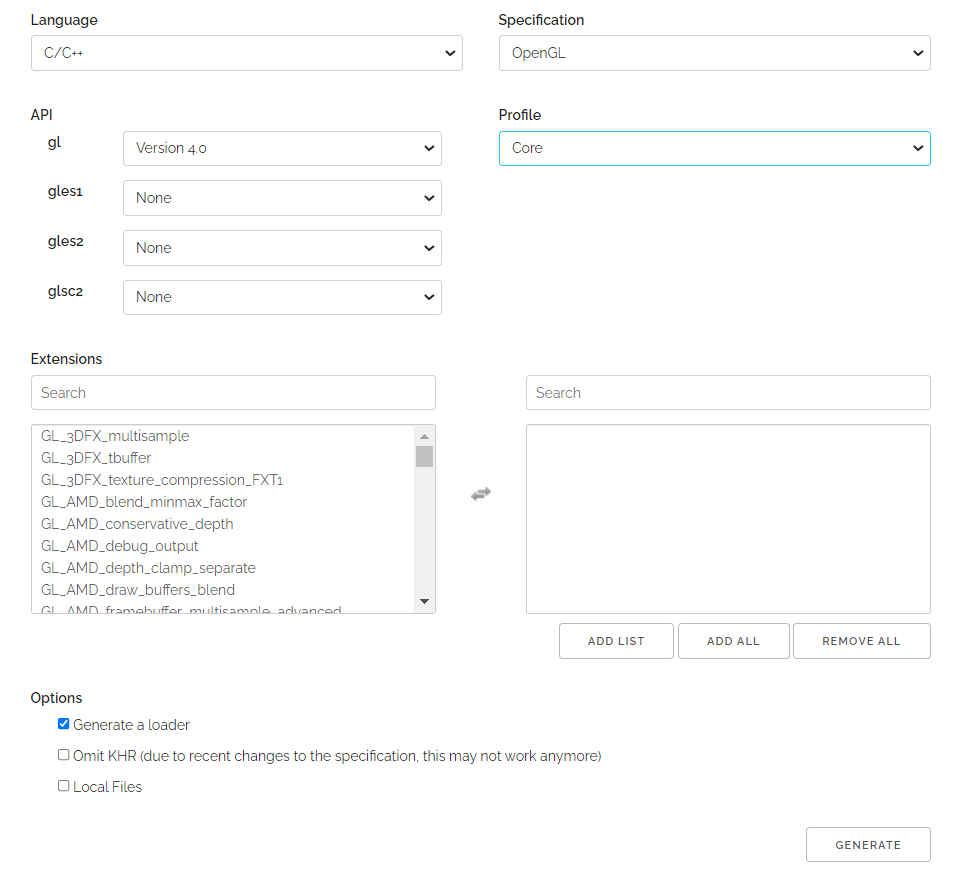 Language
Specification
C/C++
OpenGL
API
Profile
gl
Version 4.0
Core
gles1
None
gles2
None
glsc2
None
Extensions
Search
Search
GL_3DFX_multisample
GL_3DFX_tbuffer
GL_3DFX_texture_compression_FXT1
GL_AMD_blend_minmax_factor
GL_AMD_conservative_depth
GL_AMD_debug_output
GL_AMD_depth_clamp_separate
GL_AMD_draw_buffers_blend
GL_AMD_framebuffer_multisample_advanced
ADD LIST
ADD ALL
REMOVE ALL
Options
Generate a loader
Omit KHR (due to recent changes to the specification, this may not work anymore)
Local Files
GENERATE